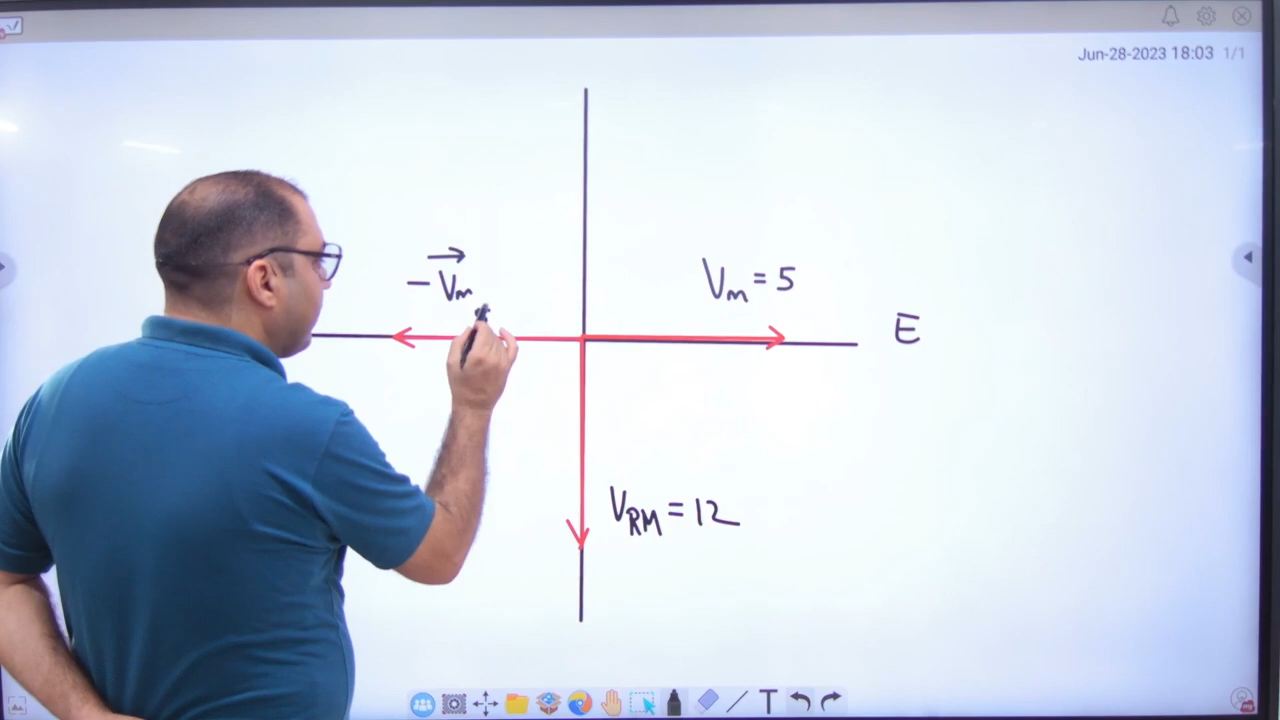 Jun-28-2023 18:03 1/1
-V⃗m
Vm = 5
E
VRM = 12
T